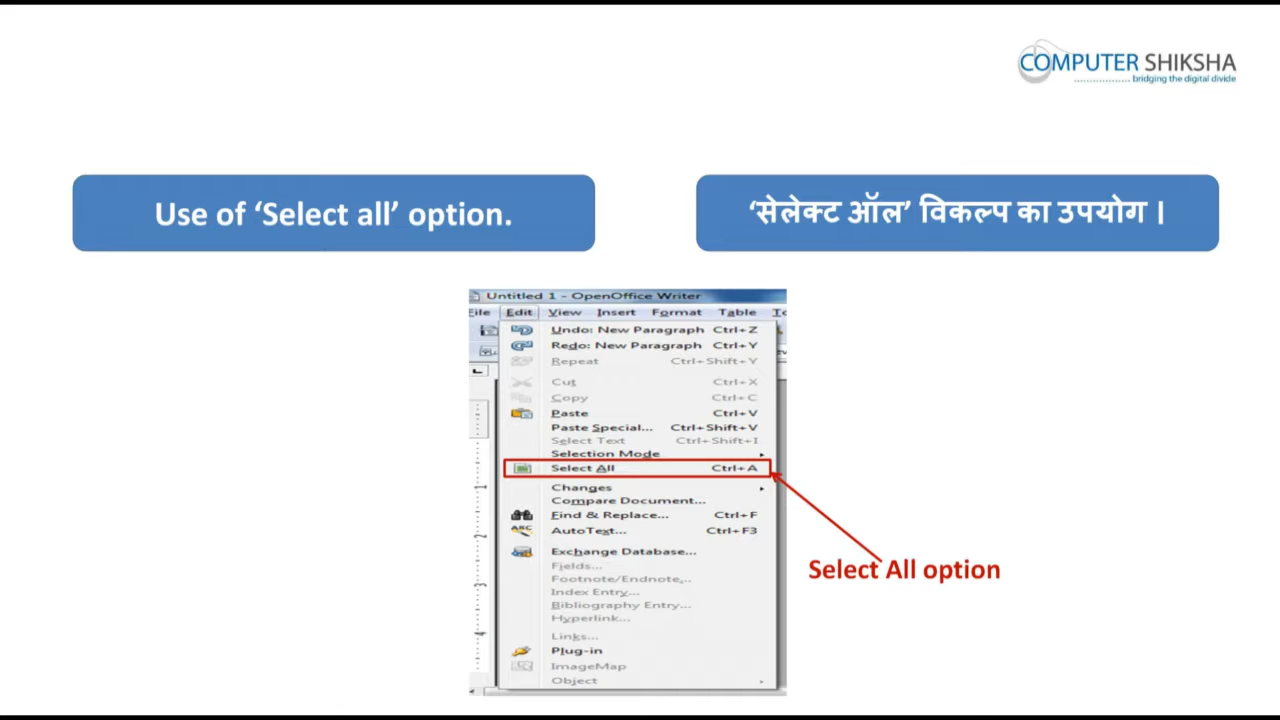 COMPUTER SHIKSHA
bridging the digital divide
Use of ‘Select all’ option.
‘सेलेक्ट ऑल’ विकल्प का उपयोग |
Untitled 1 - OpenOffice Writer
File Edit View Insert Format Table
Undo: New Paragraph Ctrl+Z
Redo: New Paragraph Ctrl+Y
Repeat Ctrl+Shift+Y
Cut Ctrl+X
Copy Ctrl+C
Paste Ctrl+V
Paste Special... Ctrl+Shift+V
Select Text Ctrl+Shift+I
Selection Mode
Select All Ctrl+A
Changes
Compare Document...
Find & Replace... Ctrl+F
AutoText... Ctrl+F3
Exchange Database...
Fields...
Footnote/Endnote...
Index Entry...
Bibliography Entry...
Hyperlink...
Links...
Plug-in
ImageMap
Object
Select All option